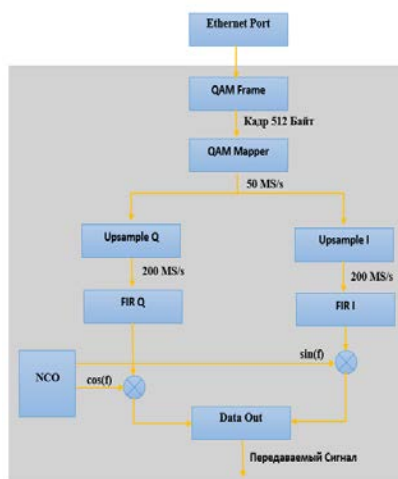 Ethernet Port
QAM Frame
Кадр 512 Байт
QAM Mapper
50 MS/s
Upsample Q
Upsample I
200 MS/s
200 MS/s
FIR Q
FIR I
NCO
cos(f)
sin(f)
Data Out
Передаваемый Сигнал